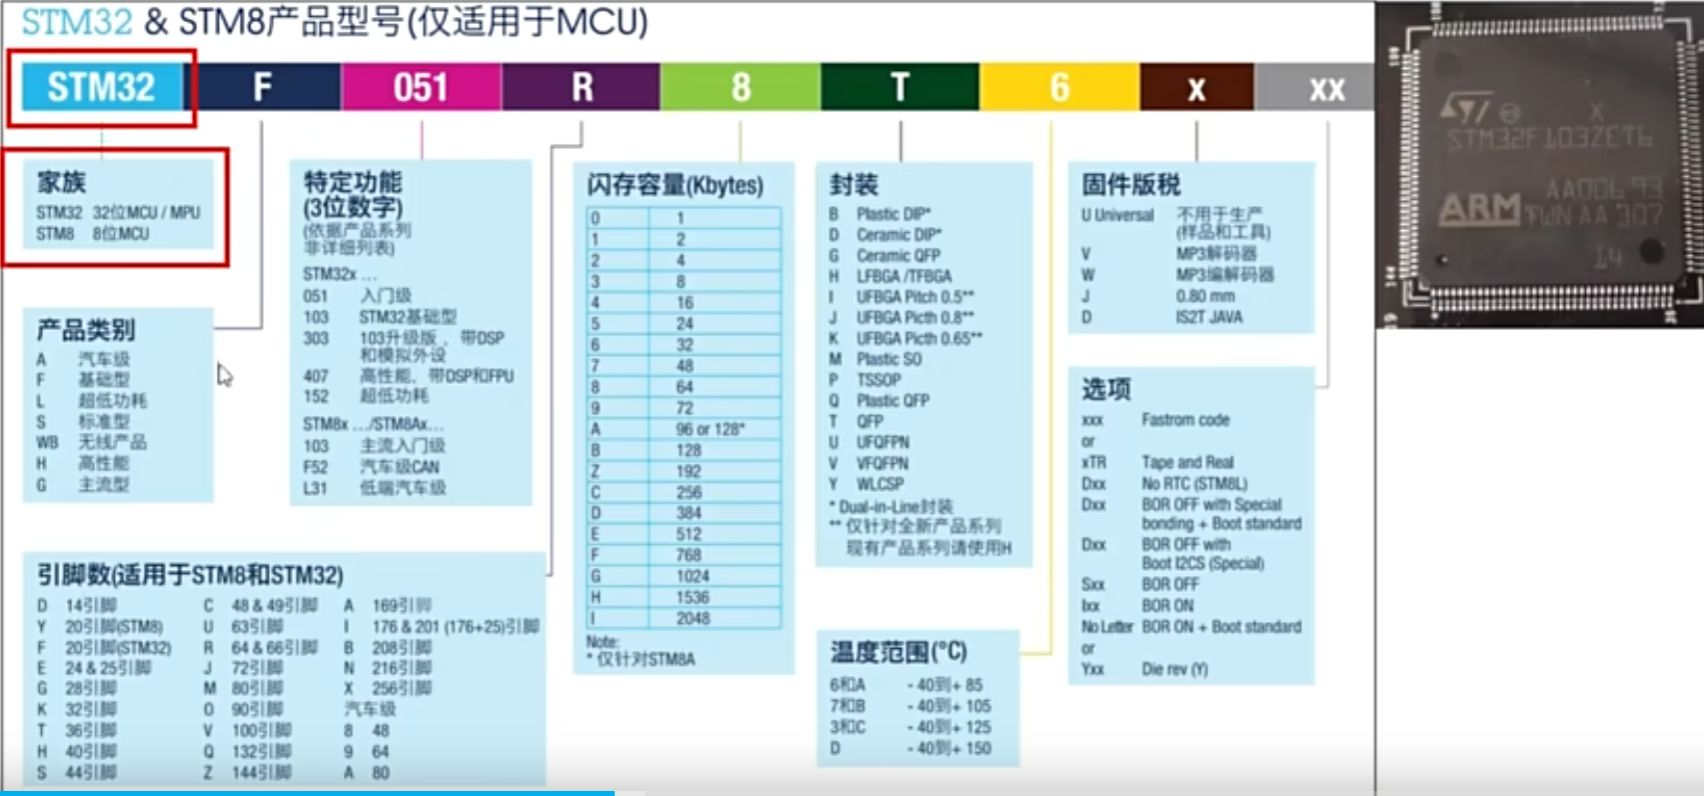 STM32 & STM8产品型号(仅适用于MCU)
STM32 F 051 R 8 T 6 x xx
家族
STM32 32位MCU / MPU
STM8 8位MCU
产品类别
A 汽车级
F 基础型
L 超低功耗
S 标准型
WB 无线产品
H 高性能
G 主流型
特定功能
(3位数字)
(依据产品系列
非详细列表)
STM32x ...
051 入门级
103 STM32基础型
303 103升级版，带DSP
和模拟外设
407 高性能、带DSP和FPU
152 超低功耗
STM8x .../STM8Ax...
103 主流入门级
F52 汽车级CAN
L31 低端汽车级
引脚数(适用于STM8和STM32)
D 14引脚 C 48 & 49引脚 A 169引脚
Y 20引脚(STM8) U 63引脚 I 176 & 201 (176+25)引脚
F 20引脚(STM32) R 64 & 66引脚 B 208引脚
E 24 & 25引脚 J 72引脚 N 216引脚
G 28引脚 M 80引脚 X 256引脚
K 32引脚 O 90引脚 汽车级
T 36引脚 V 100引脚 8 48
H 40引脚 Q 132引脚 9 64
S 44引脚 Z 144引脚 A 80
闪存容量(Kbytes)
0 1
1 2
2 4
3 8
4 16
5 24
6 32
7 48
8 64
9 72
A 96 or 128*
B 128
Z 192
C 256
D 384
E 512
F 768
G 1024
H 1536
I 2048
Note:
* 仅针对STM8A
封装
B Plastic DIP*
D Ceramic DIP*
G Ceramic QFP
H LFBGA /TFBGA
I UFBGA Pitch 0.5**
J UFBGA Picth 0.8**
K UFBGA Picth 0.65**
M Plastic SO
P TSSOP
Q Plastic QFP
T QFP
U UFQFPN
V VFQFPN
Y WLCSP
* Dual-in-Line封装
** 仅针对全新产品系列
现有产品系列请使用H
温度范围(°C)
6和A - 40到+ 85
7和B - 40到+ 105
3和C - 40到+ 125
D - 40到+ 150
固件版税
U Universal 不用于生产
(样品和工具)
V MP3解码器
W MP3编解码器
J 0.80 mm
D IS2T JAVA
选项
xxx Fastrom code
or
xTR Tape and Real
Dxx No RTC (STM8L)
Dxx BOR OFF with Special
bonding + Boot standard
Dxx BOR OFF with
Boot I2CS (Special)
Sxx BOR OFF
Ixx BOR ON
No Letter BOR ON + Boot standard
or
Yxx Die rev (Y)
ST X
STM32F103ZET6
AA006 93
ARM TWN AA 307
14